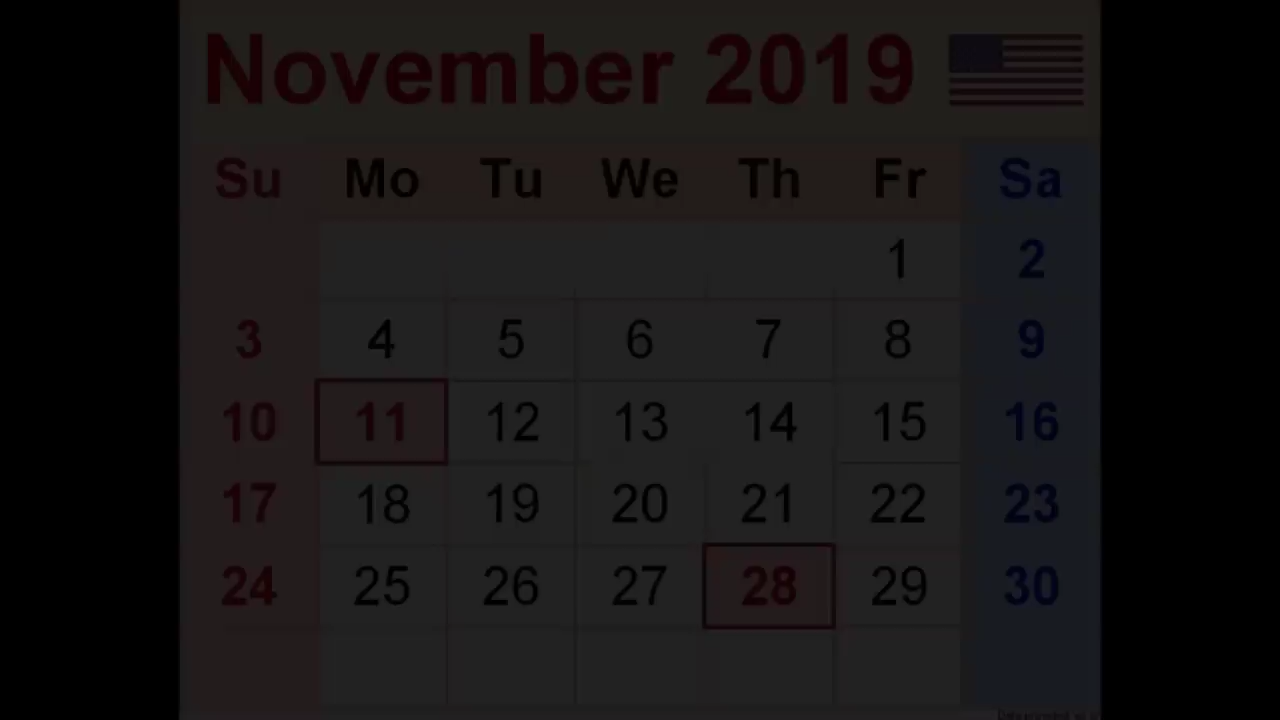 November 2019
Su Mo Tu We Th Fr Sa
1 2
3 4 5 6 7 8 9
10 11 12 13 14 15 16
17 18 19 20 21 22 23
24 25 26 27 28 29 30